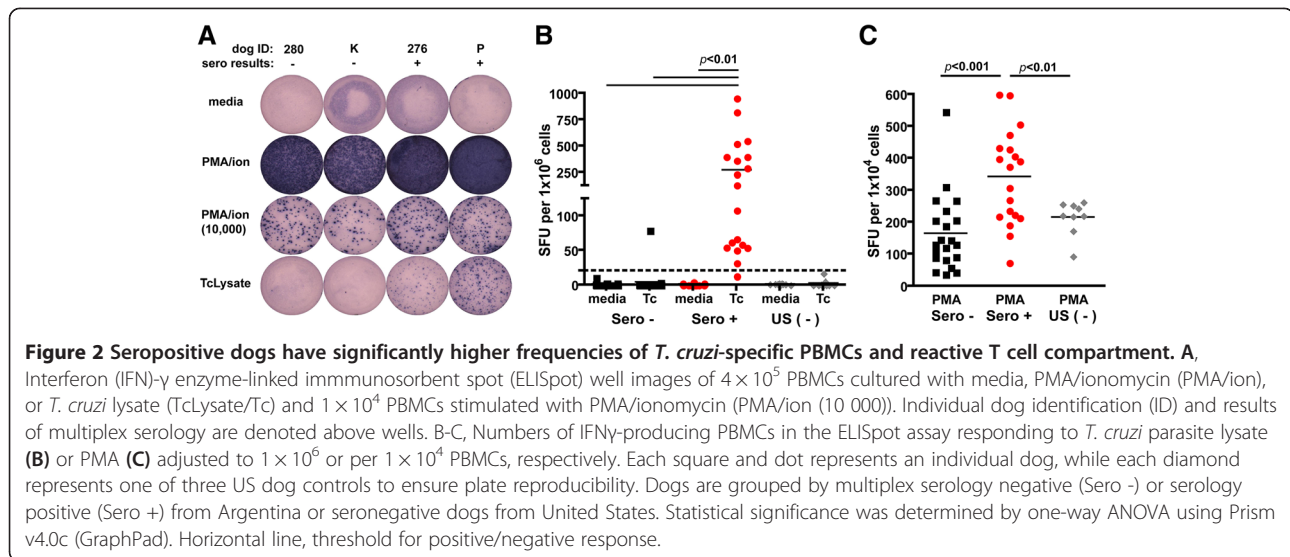 A
dog ID: 280 K 276 P
sero results: - - + +
media
PMA/ion
PMA/ion
(10,000)
TcLysate
B
p<0.01
SFU per 1x10⁶ cells
1000
750
500
250
100
50
0
media Tc media Tc media Tc
Sero - Sero + US ( - )
C
p<0.001 p<0.01
SFU per 1x10⁴ cells
600
500
400
300
200
100
0
PMA PMA PMA
Sero - Sero + US ( - )
Figure 2 Seropositive dogs have significantly higher frequencies of T. cruzi-specific PBMCs and reactive T cell compartment. A,
Interferon (IFN)-γ enzyme-linked immmunosorbent spot (ELISpot) well images of 4 × 10⁵ PBMCs cultured with media, PMA/ionomycin (PMA/ion),
or T. cruzi lysate (TcLysate/Tc) and 1 × 10⁴ PBMCs stimulated with PMA/ionomycin (PMA/ion (10 000)). Individual dog identification (ID) and results
of multiplex serology are denoted above wells. B-C, Numbers of IFNγ-producing PBMCs in the ELISpot assay responding to T. cruzi parasite lysate
(B) or PMA (C) adjusted to 1 × 10⁶ or per 1 × 10⁴ PBMCs, respectively. Each square and dot represents an individual dog, while each diamond
represents one of three US dog controls to ensure plate reproducibility. Dogs are grouped by multiplex serology negative (Sero -) or serology
positive (Sero +) from Argentina or seronegative dogs from United States. Statistical significance was determined by one-way ANOVA using Prism
v4.0c (GraphPad). Horizontal line, threshold for positive/negative response.